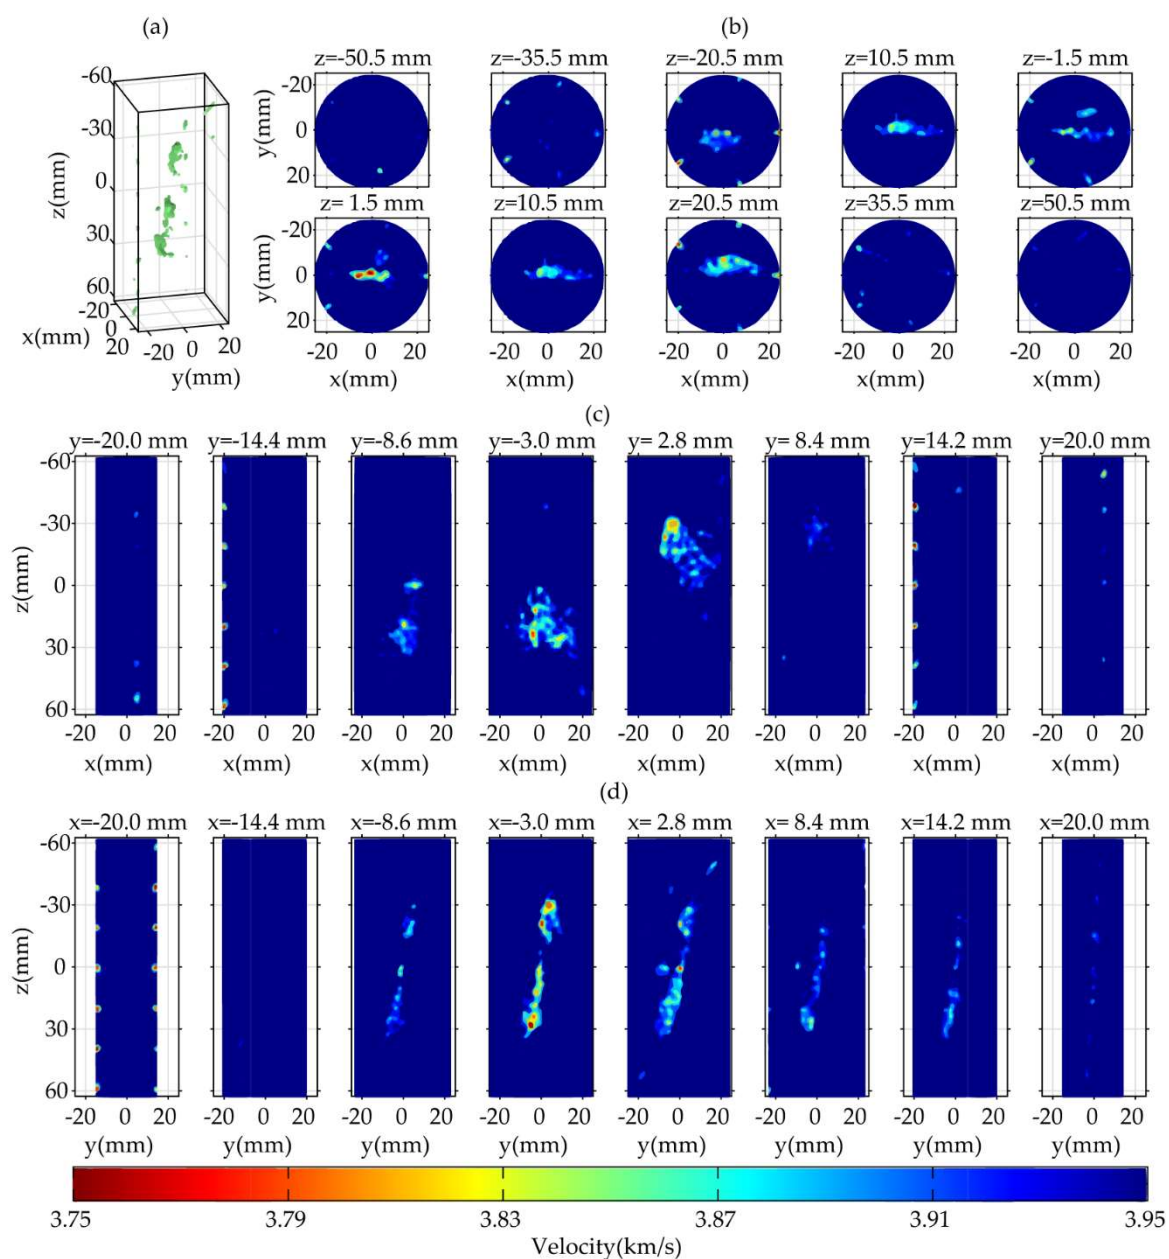 (a)
(b)
z=-50.5 mm z=-35.5 mm z=-20.5 mm z=10.5 mm z=-1.5 mm
-60
-30
0
30
60
z(mm)
-20
0
20
x(mm)
-20
0
20
y(mm)
-20
0
20
y(mm)
z= 1.5 mm z=10.5 mm z=20.5 mm z=35.5 mm z=50.5 mm
-20
0
20
y(mm)
-20 0 20 -20 0 20 -20 0 20 -20 0 20 -20 0 20
x(mm) x(mm) x(mm) x(mm) x(mm)
(c)
y=-20.0 mm y=-14.4 mm y=-8.6 mm y=-3.0 mm y= 2.8 mm y= 8.4 mm y=14.2 mm y=20.0 mm
-60
-30
0
30
60
z(mm)
-20 0 20 -20 0 20 -20 0 20 -20 0 20 -20 0 20 -20 0 20 -20 0 20 -20 0 20
x(mm) x(mm) x(mm) x(mm) x(mm) x(mm) x(mm) x(mm)
(d)
x=-20.0 mm x=-14.4 mm x=-8.6 mm x=-3.0 mm x= 2.8 mm x= 8.4 mm x=14.2 mm x=20.0 mm
-60
-30
0
30
60
z(mm)
-20 0 20 -20 0 20 -20 0 20 -20 0 20 -20 0 20 -20 0 20 -20 0 20 -20 0 20
y(mm) y(mm) y(mm) y(mm) y(mm) y(mm) y(mm) y(mm)
3.75 3.79 3.83 3.87 3.91 3.95
Velocity(km/s)